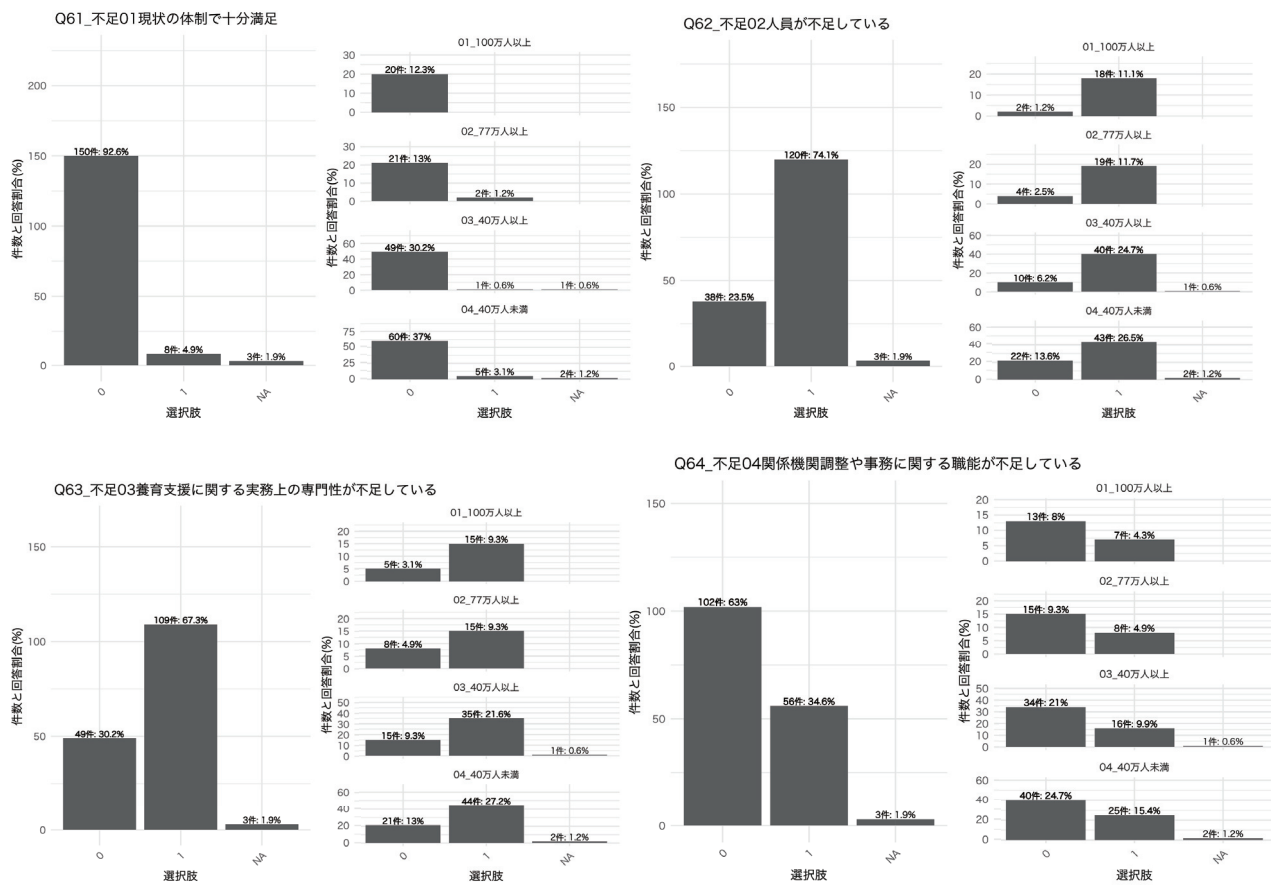 Q61_不足01現状の体制で十分満足
件数と回答割合(%)
200
150
100
50
0
150件: 92.6%
8件: 4.9%
3件: 1.9%
0
1
NA
選択肢
件数と回答割合(%)
01_100万人以上
30
20
10
0
20件: 12.3%
02_77万人以上
30
20
10
0
21件: 13%
2件: 1.2%
03_40万人以上
60
40
20
0
49件: 30.2%
1件: 0.6%
1件: 0.6%
04_40万人未満
75
50
25
0
60件: 37%
5件: 3.1%
2件: 1.2%
0
1
NA
選択肢
Q62_不足02人員が不足している
件数と回答割合(%)
150
100
50
0
38件: 23.5%
120件: 74.1%
3件: 1.9%
0
1
NA
選択肢
件数と回答割合(%)
01_100万人以上
20
10
0
2件: 1.2%
18件: 11.1%
02_77万人以上
20
10
0
4件: 2.5%
19件: 11.7%
03_40万人以上
60
40
20
0
10件: 6.2%
40件: 24.7%
1件: 0.6%
04_40万人未満
60
40
20
0
22件: 13.6%
43件: 26.5%
2件: 1.2%
0
1
NA
選択肢
Q63_不足03養育支援に関する実務上の専門性が不足している
件数と回答割合(%)
150
100
50
0
49件: 30.2%
109件: 67.3%
3件: 1.9%
0
1
NA
選択肢
件数と回答割合(%)
01_100万人以上
20
15
10
5
0
5件: 3.1%
15件: 9.3%
02_77万人以上
20
15
10
5
0
8件: 4.9%
15件: 9.3%
03_40万人以上
50
40
30
20
10
0
15件: 9.3%
35件: 21.6%
1件: 0.6%
04_40万人未満
60
40
20
0
21件: 13%
44件: 27.2%
2件: 1.2%
0
1
NA
選択肢
Q64_不足04関係機関調整や事務に関する職能が不足している
件数と回答割合(%)
150
100
50
0
102件: 63%
56件: 34.6%
3件: 1.9%
0
1
NA
選択肢
件数と回答割合(%)
01_100万人以上
20
15
10
5
0
13件: 8%
7件: 4.3%
02_77万人以上
20
15
10
5
0
15件: 9.3%
8件: 4.9%
03_40万人以上
50
40
30
20
10
0
34件: 21%
16件: 9.9%
1件: 0.6%
04_40万人未満
60
40
20
0
40件: 24.7%
25件: 15.4%
2件: 1.2%
0
1
NA
選択肢